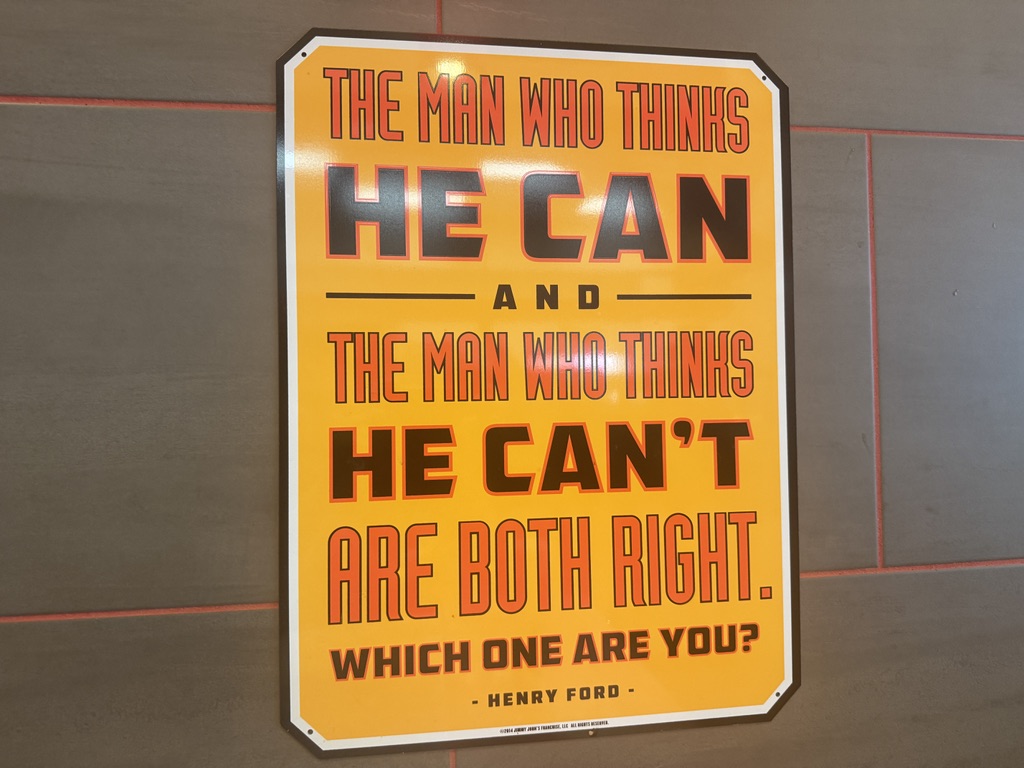 THE MAN WHO THINKS
HE CAN
AND
THE MAN WHO THINKS
HE CAN'T
ARE BOTH RIGHT.
WHICH ONE ARE YOU?
- HENRY FORD -
©2014 JIMMY JOHN'S FRANCHISE, LLC ALL RIGHTS RESERVED.